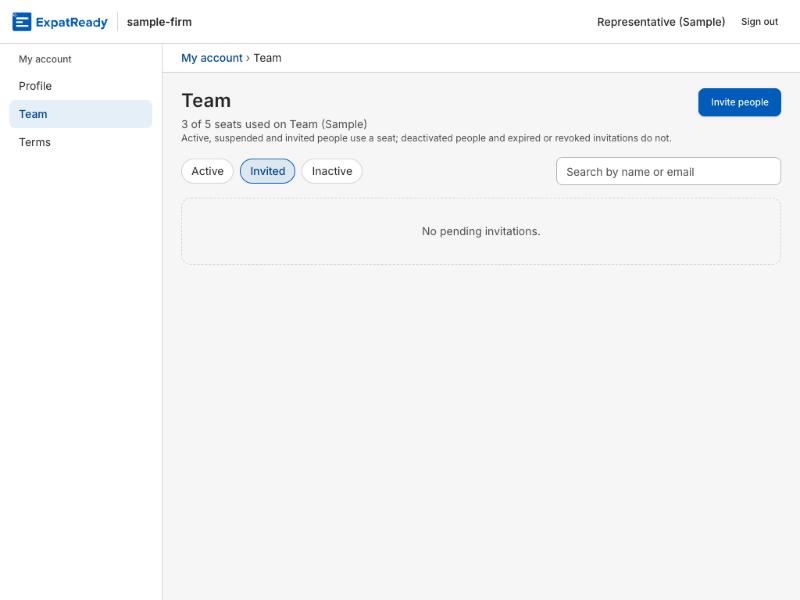 ExpatReady sample-firm Representative (Sample) Sign out
My account
Profile
Team
Terms
My account › Team
Team
Invite people
3 of 5 seats used on Team (Sample)
Active, suspended and invited people use a seat; deactivated people and expired or revoked invitations do not.
Active Invited Inactive Search by name or email
No pending invitations.